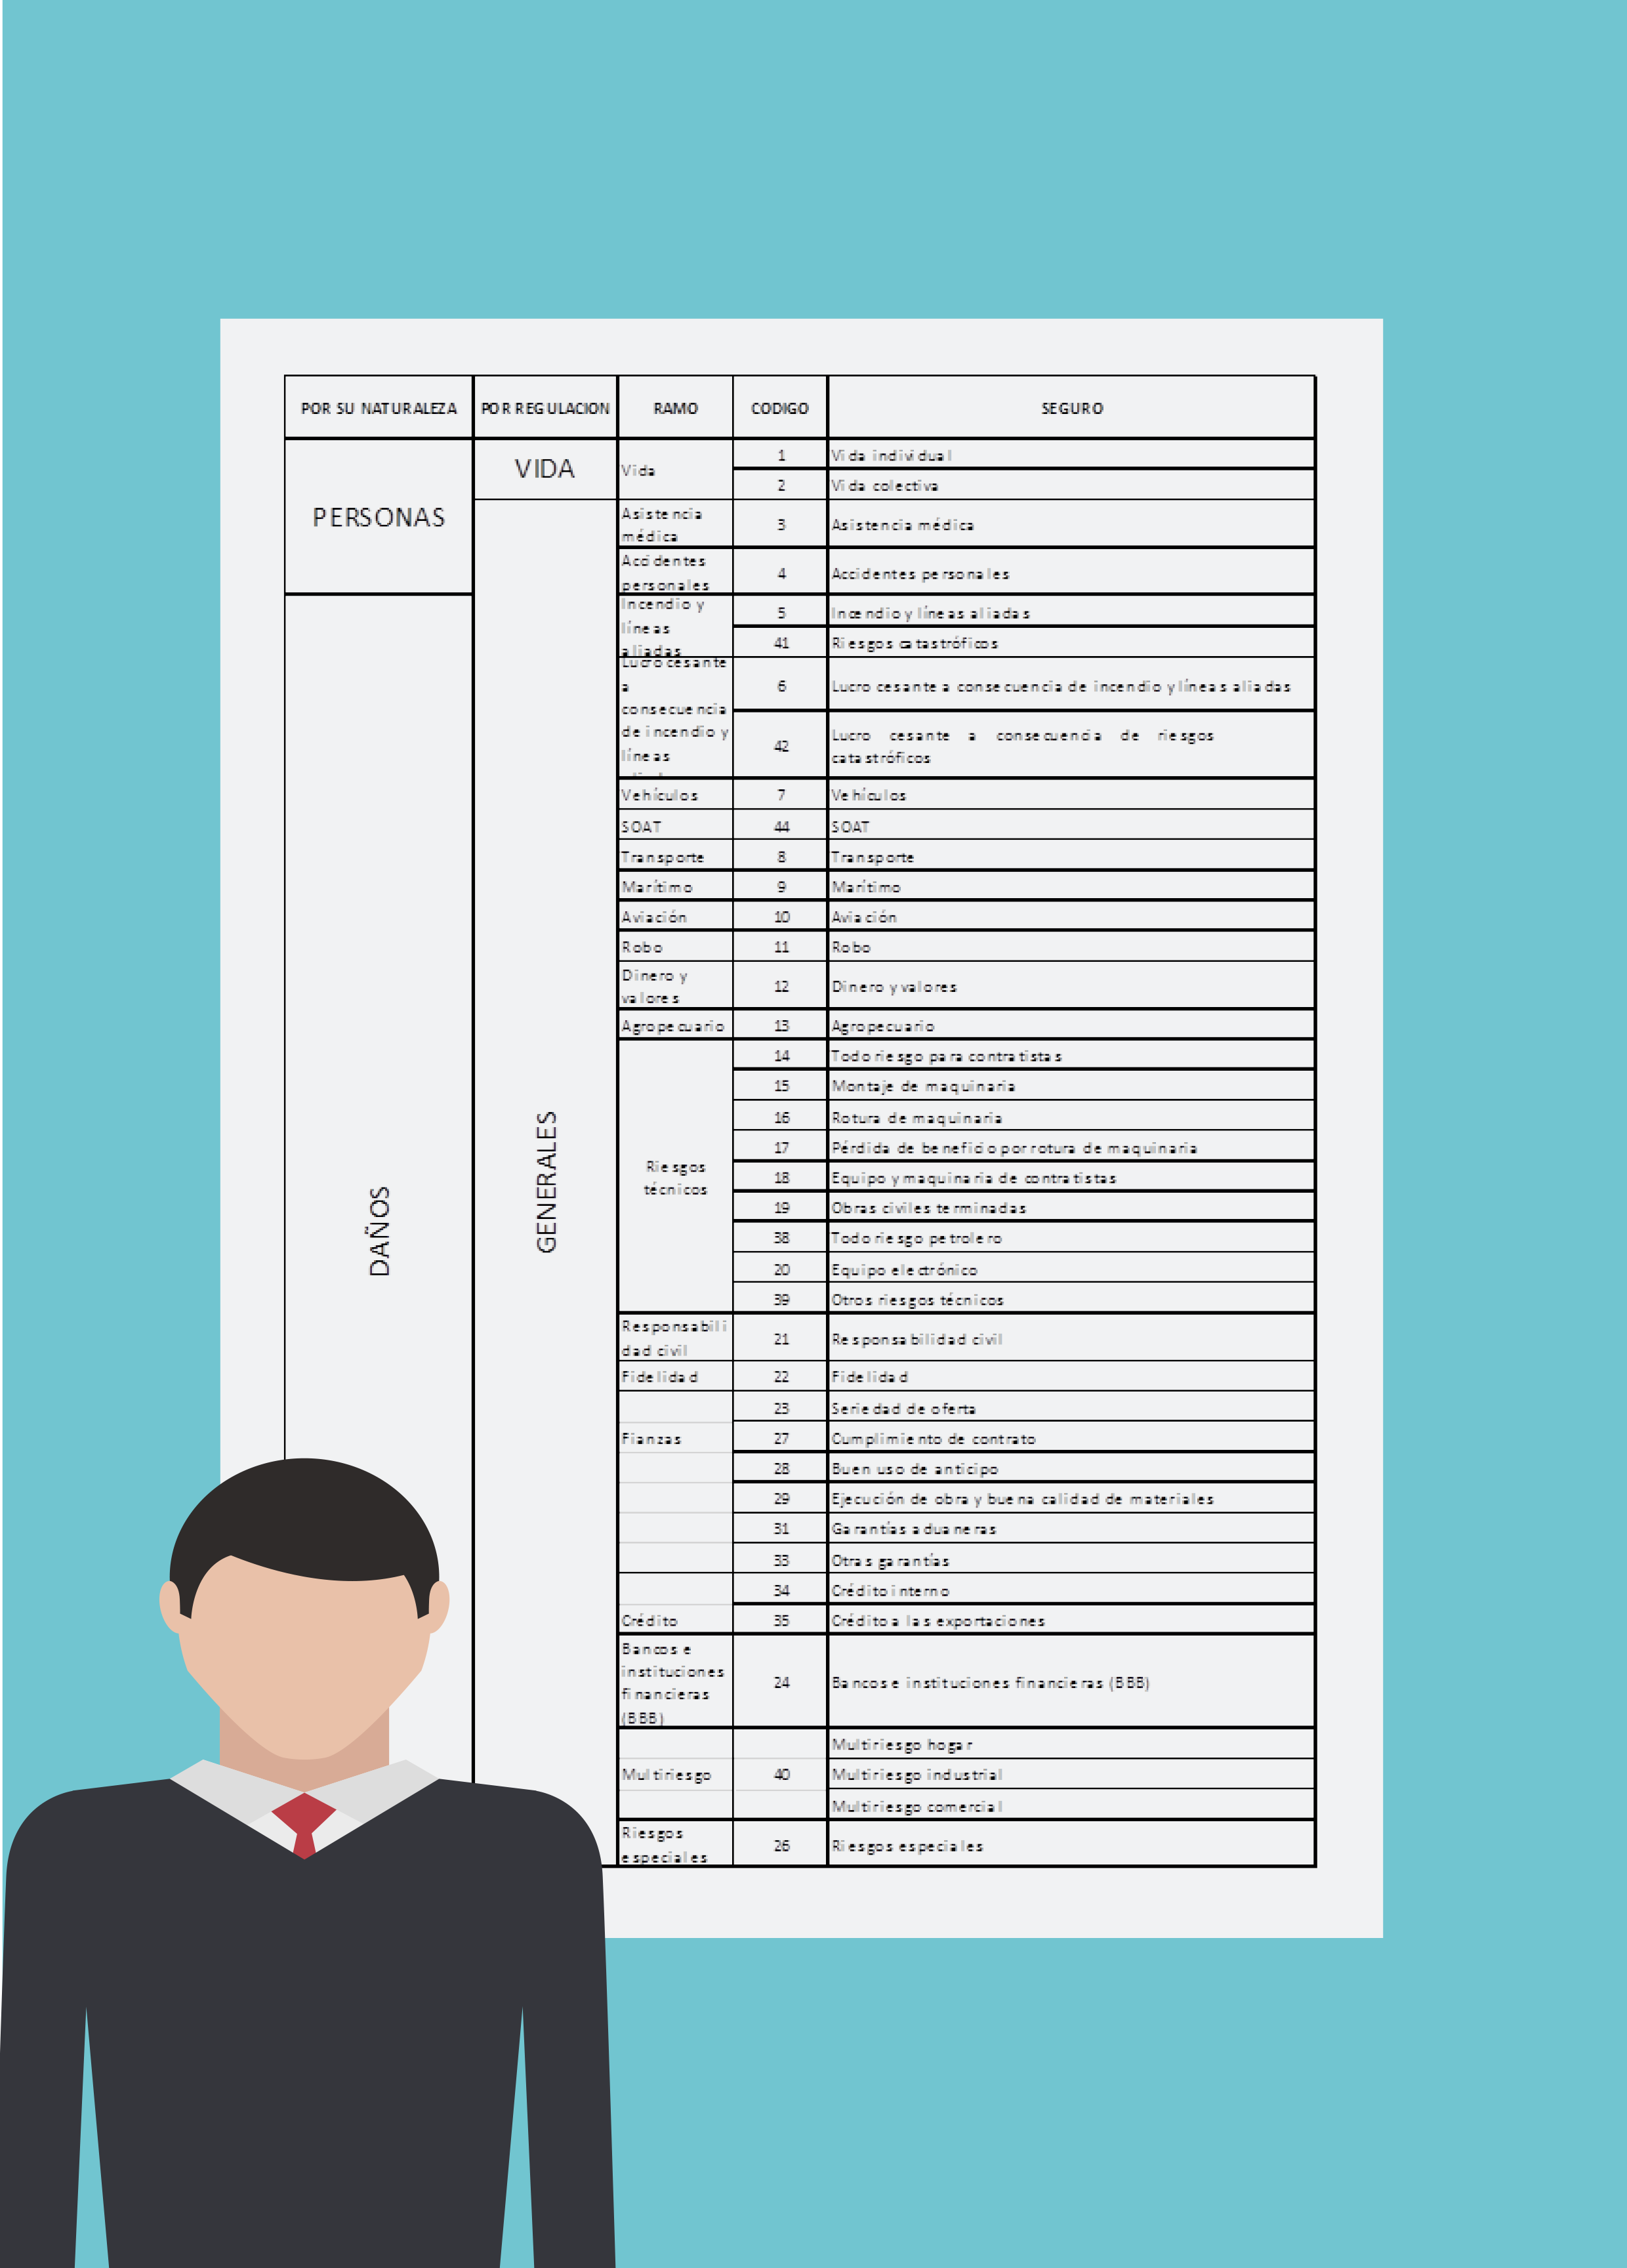 POR SU NATURALEZA POR REGULACION RAMO CODIGO SEGURO
PERSONAS
VIDA
Vida
1 Vida individual
2 Vida colectiva
GENERALES
Asistencia
médica
3 Asistencia médica
Accidentes
personales
4 Accidentes personales
DAÑOS
Incendio y
líneas
aliadas
5 Incendio y líneas aliadas
41 Riesgos catastróficos
Lucro cesante
a
consecuencia
de incendio y
líneas
6 Lucro cesante a consecuencia de incendio y líneas aliadas
42 Lucro cesante a consecuencia de riesgos
catastróficos
Vehículos 7 Vehículos
SOAT 44 SOAT
Transporte 8 Transporte
Marítimo 9 Marítimo
Aviación 10 Aviación
Robo 11 Robo
Dinero y
valores
12 Dinero y valores
Agropecuario 13 Agropecuario
Riesgos
técnicos
14 Todo riesgo para contratistas
15 Montaje de maquinaria
16 Rotura de maquinaria
17 Pérdida de beneficio por rotura de maquinaria
18 Equipo y maquinaria de contratistas
19 Obras civiles terminadas
38 Todo riesgo petrolero
20 Equipo electrónico
39 Otros riesgos técnicos
Responsabili
dad civil
21 Responsabilidad civil
Fidelidad 22 Fidelidad
23 Seriedad de oferta
Fianzas 27 Cumplimiento de contrato
28 Buen uso de anticipo
29 Ejecución de obra y buena calidad de materiales
31 Garantías aduaneras
33 Otras garantías
34 Crédito interno
Crédito 35 Crédito a las exportaciones
Bancos e
instituciones
financieras
(BBB)
24 Bancos e instituciones financieras (BBB)
Multiriesgo hogar
Multiriesgo 40 Multiriesgo industrial
Multiriesgo comercial
Riesgos
especiales
26 Riesgos especiales